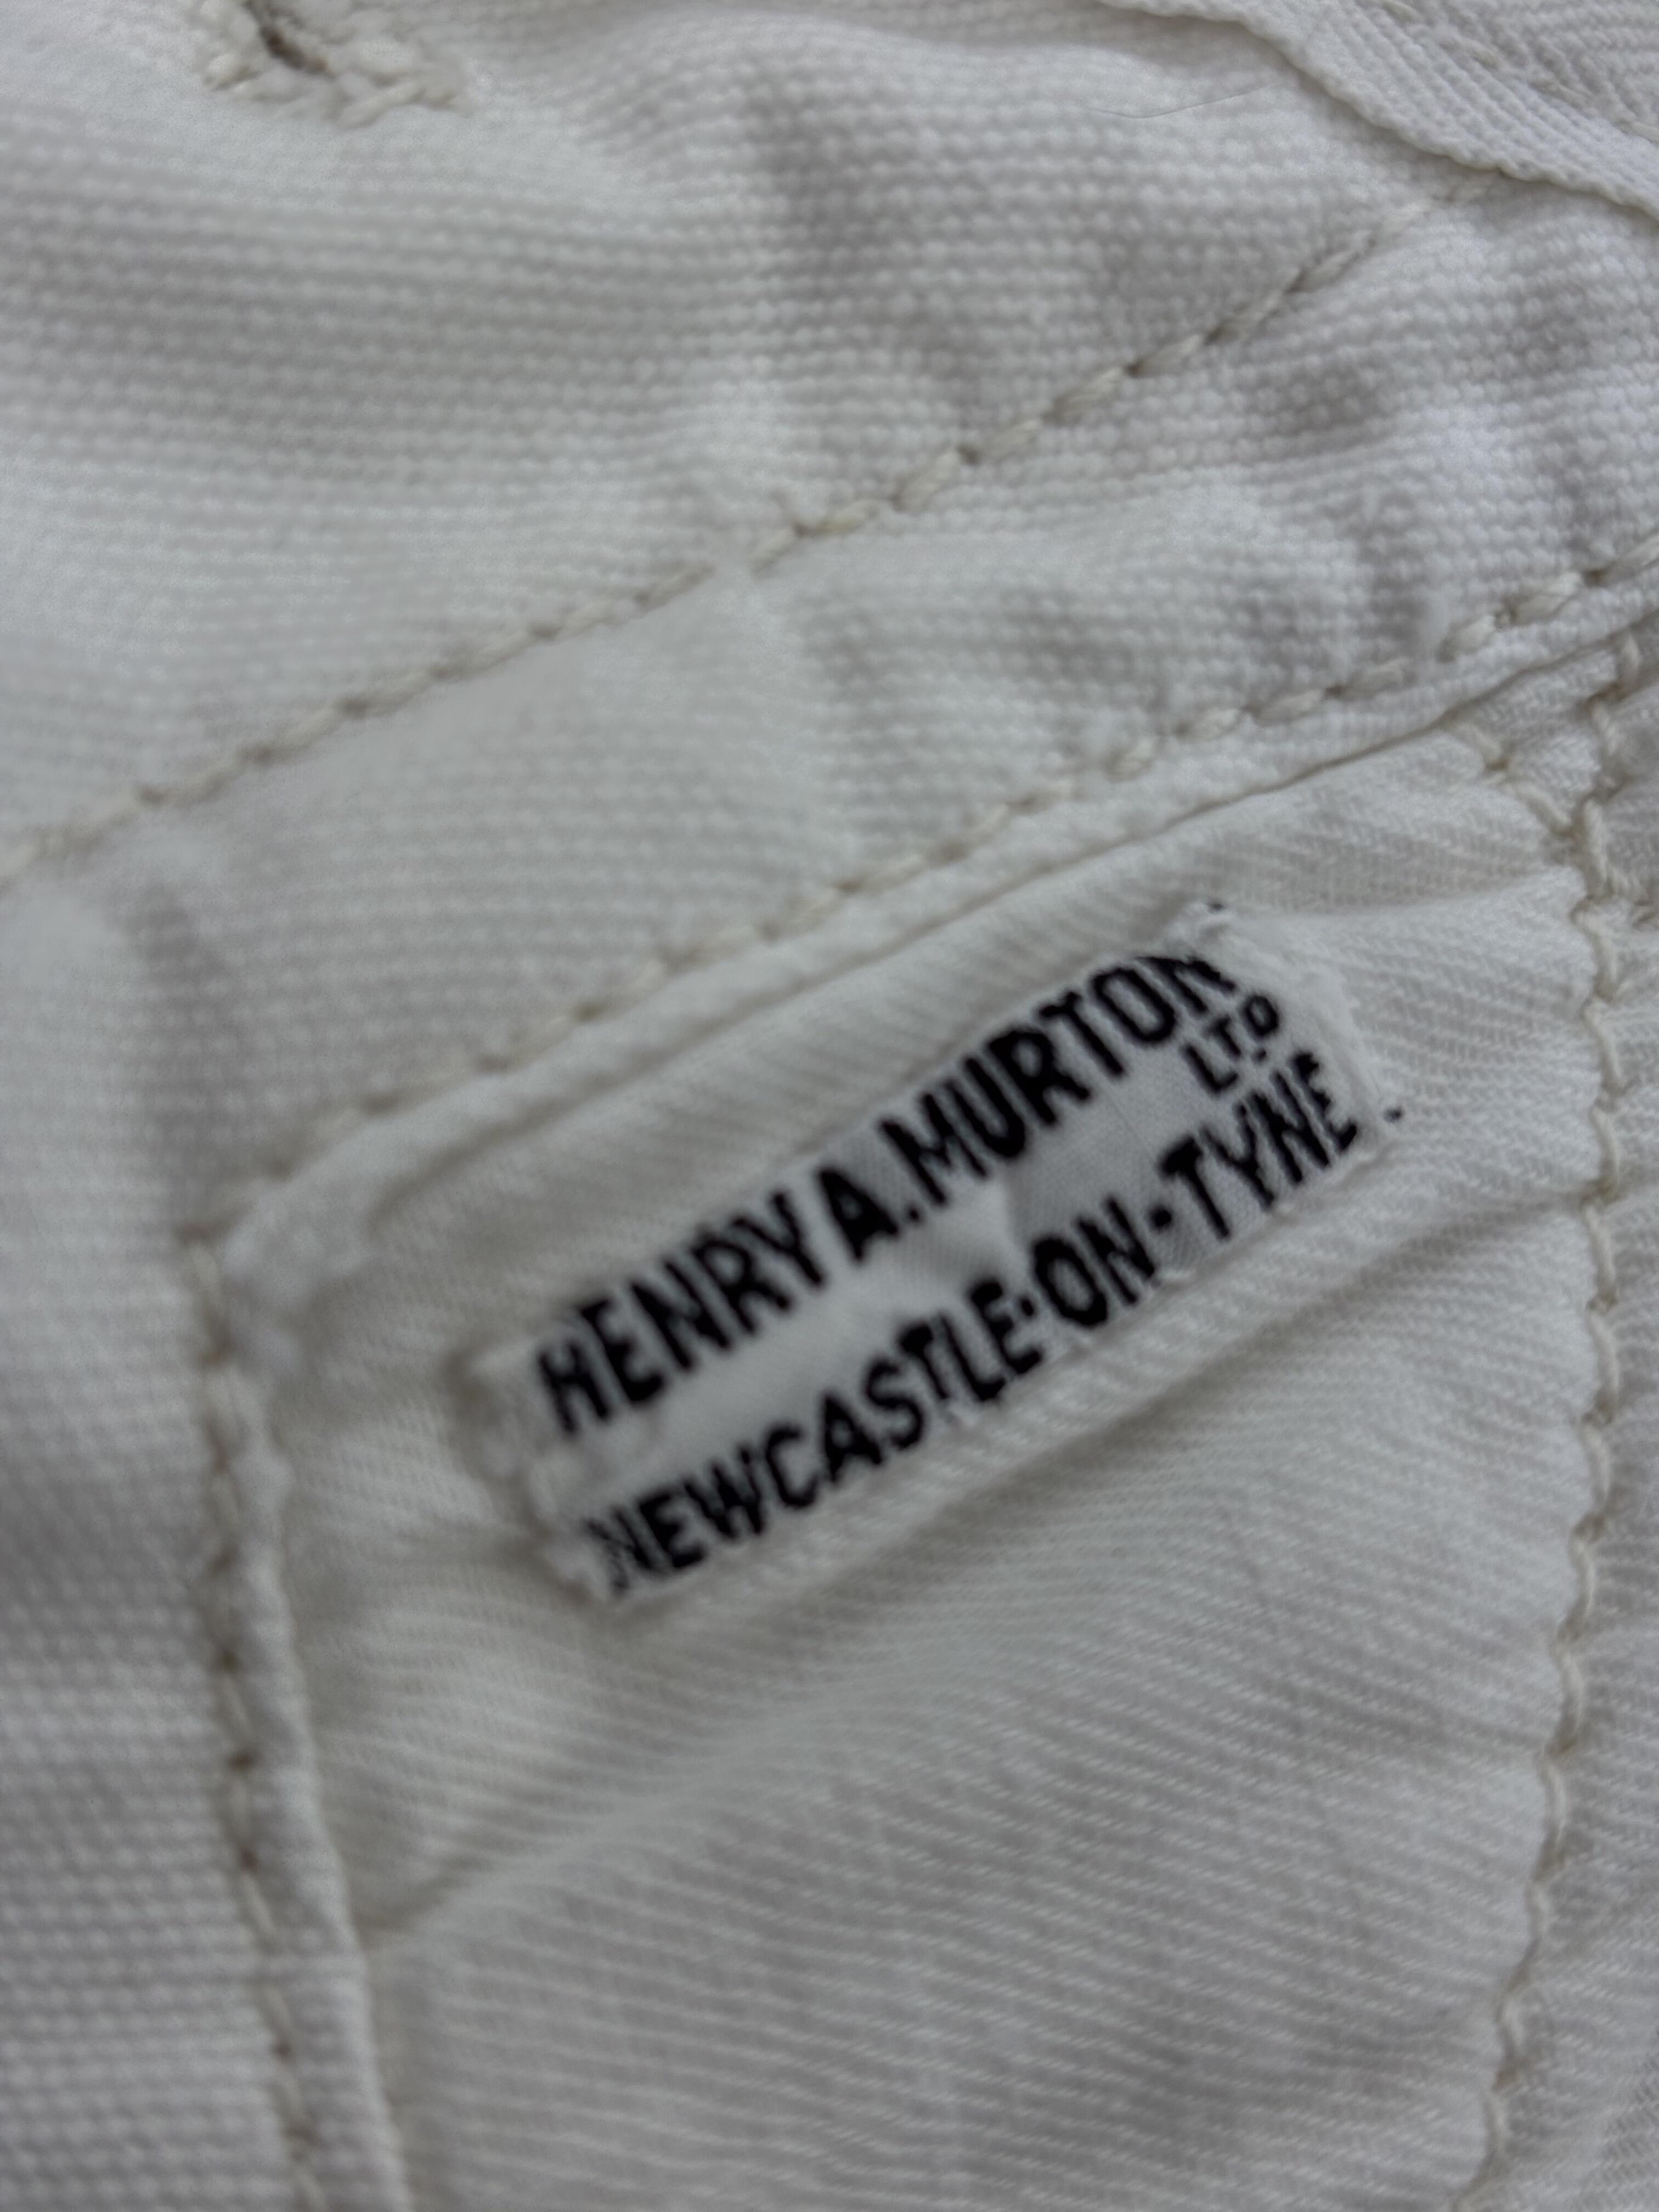 HENRY A. MURTON LTD
NEWCASTLE·ON·TYNE.